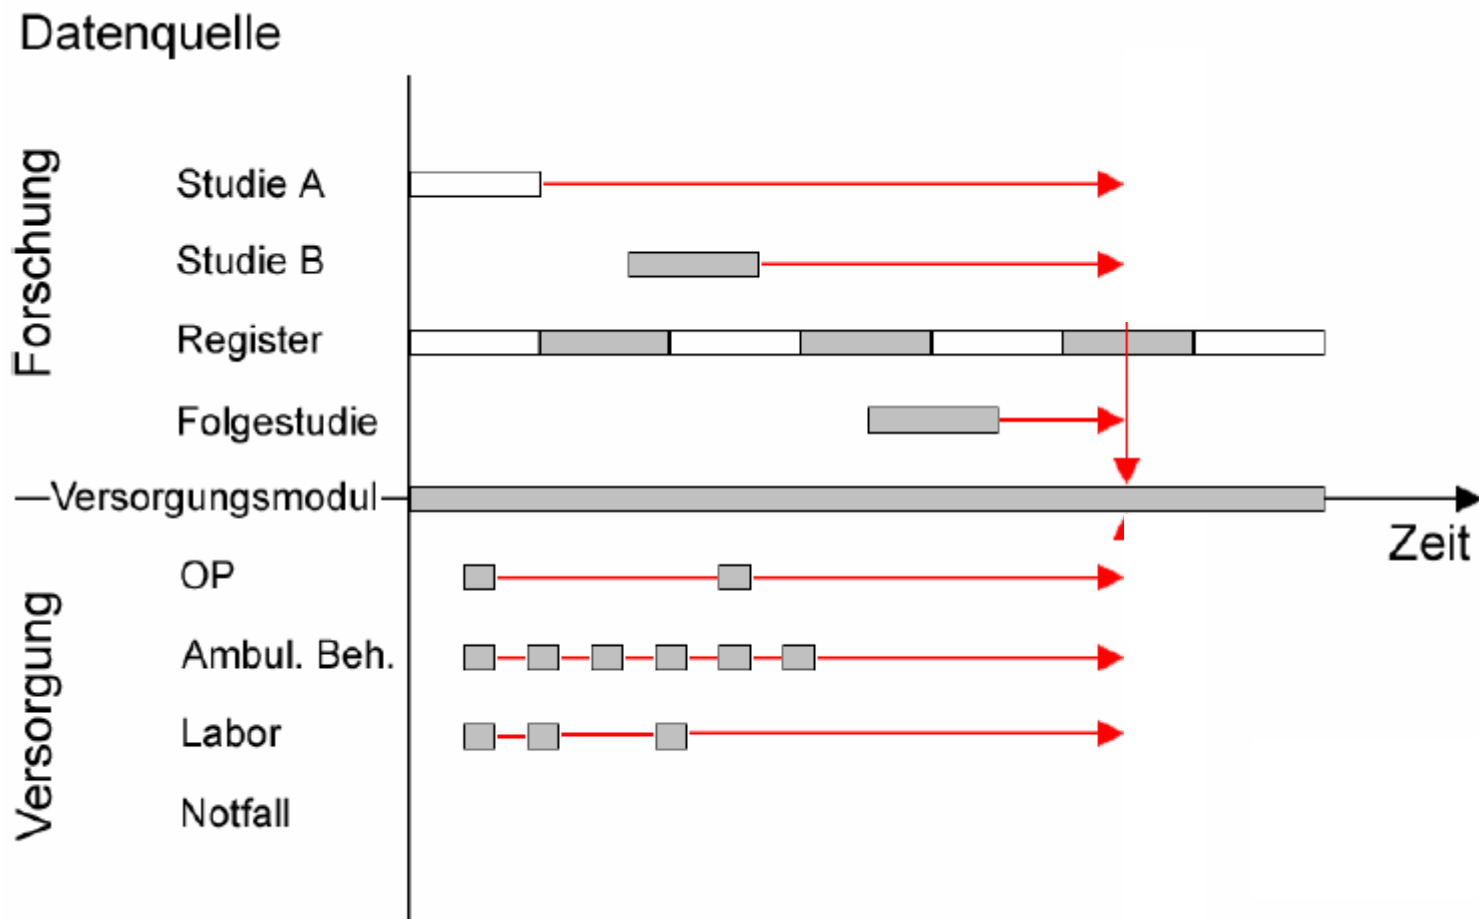 Datenquelle
Forschung
Studie A
Studie B
Register
Folgestudie
Versorgungsmodul
Zeit
Versorgung
OP
Ambul. Beh.
Labor
Notfall